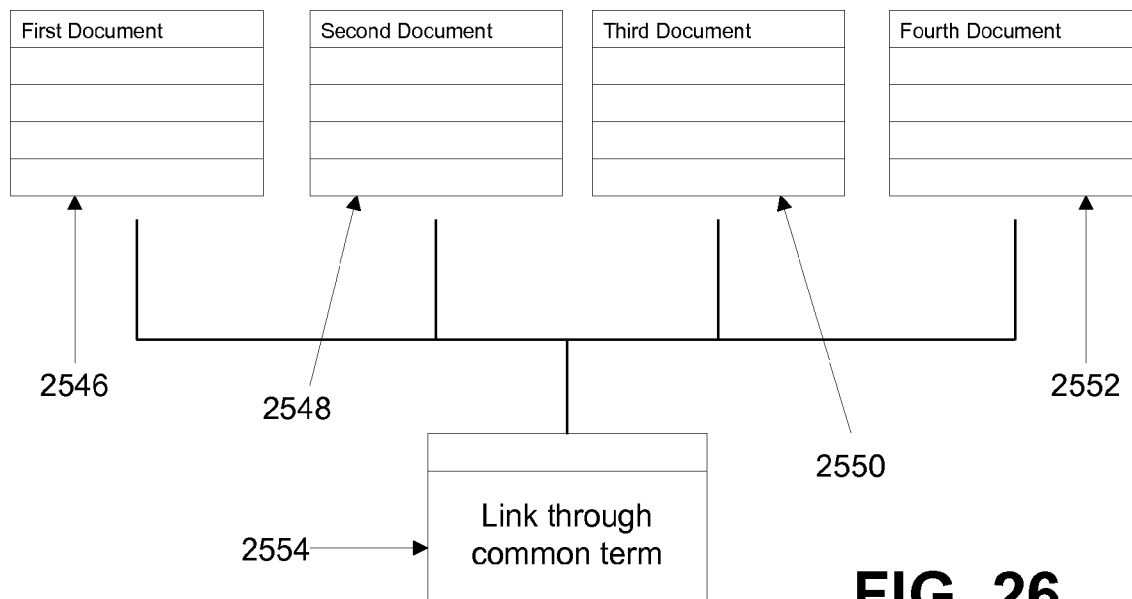 First Document
Second Document
Third Document
Fourth Document
2546
2548
2550
2552
2554
Link through
common term
FIG. 26